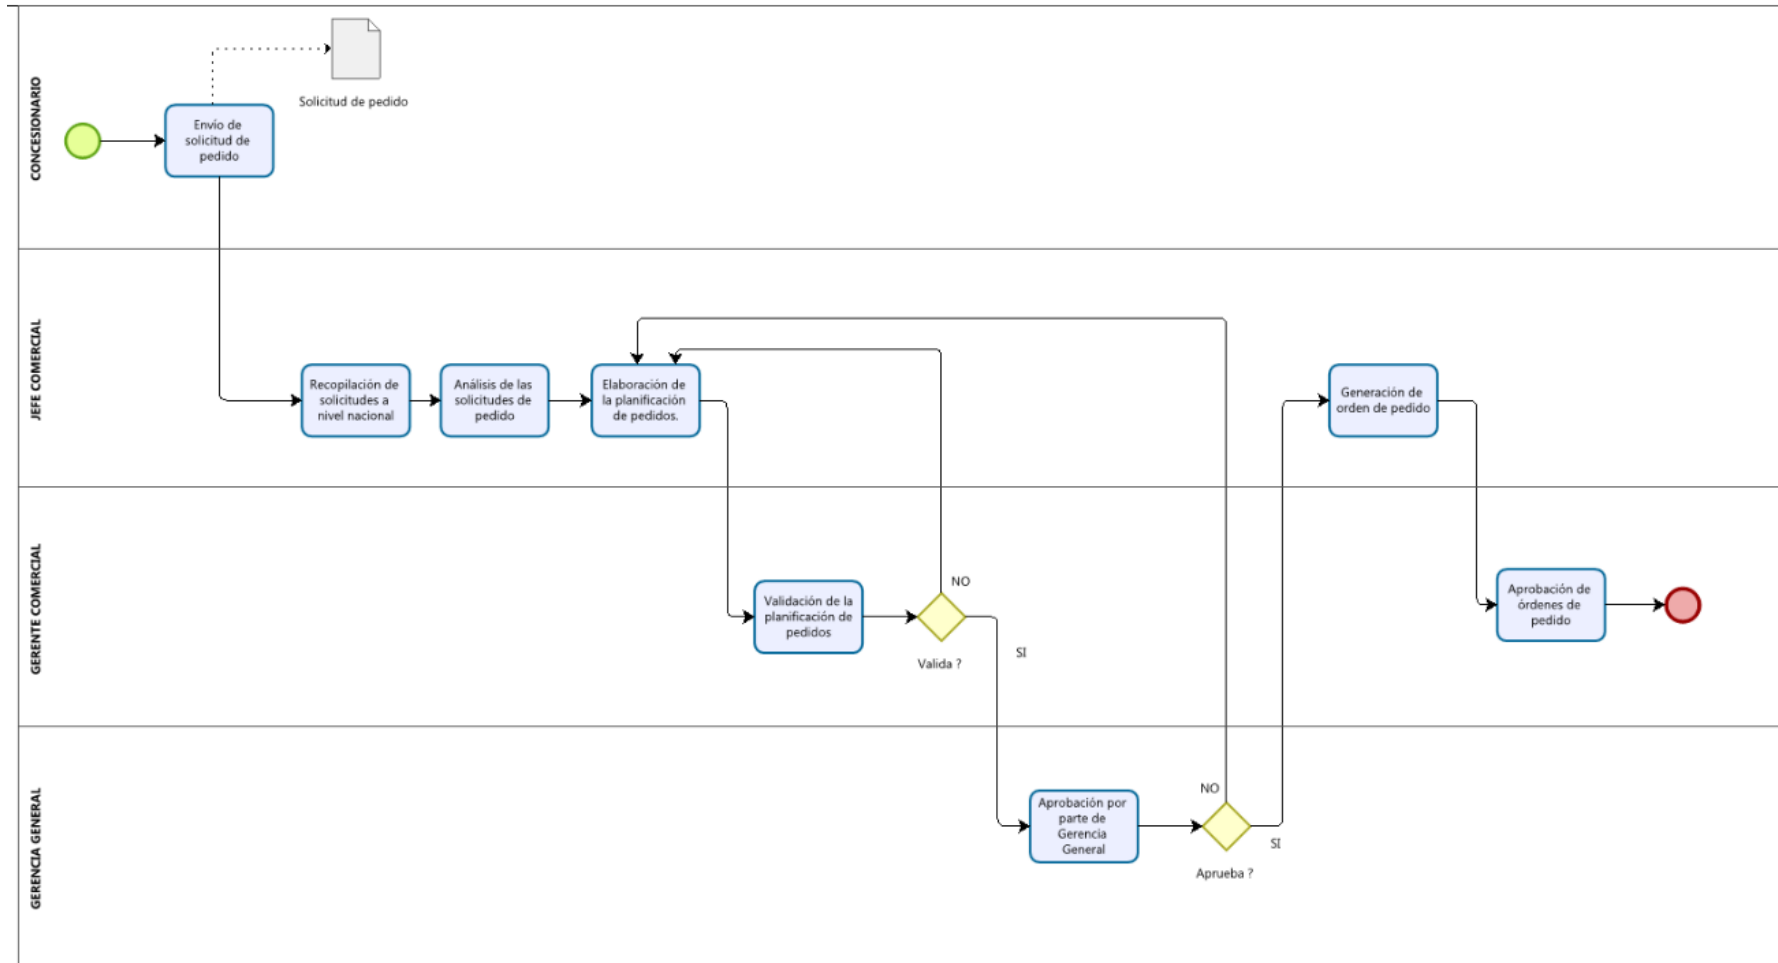 CONCESIONARIO
Solicitud de pedido
Envío de
solicitud de
pedido
JEFE COMERCIAL
Recopilación de
solicitudes a
nivel nacional
Análisis de las
solicitudes de
pedido
Elaboración de
la planificación
de pedidos.
Generación de
orden de pedido
GERENTE COMERCIAL
Validación de la
planificación de
pedidos
NO
Valida ?
SI
Aprobación de
órdenes de
pedido
GERENCIA GENERAL
Aprobación por
parte de
Gerencia
General
NO
Aprueba ?
SI